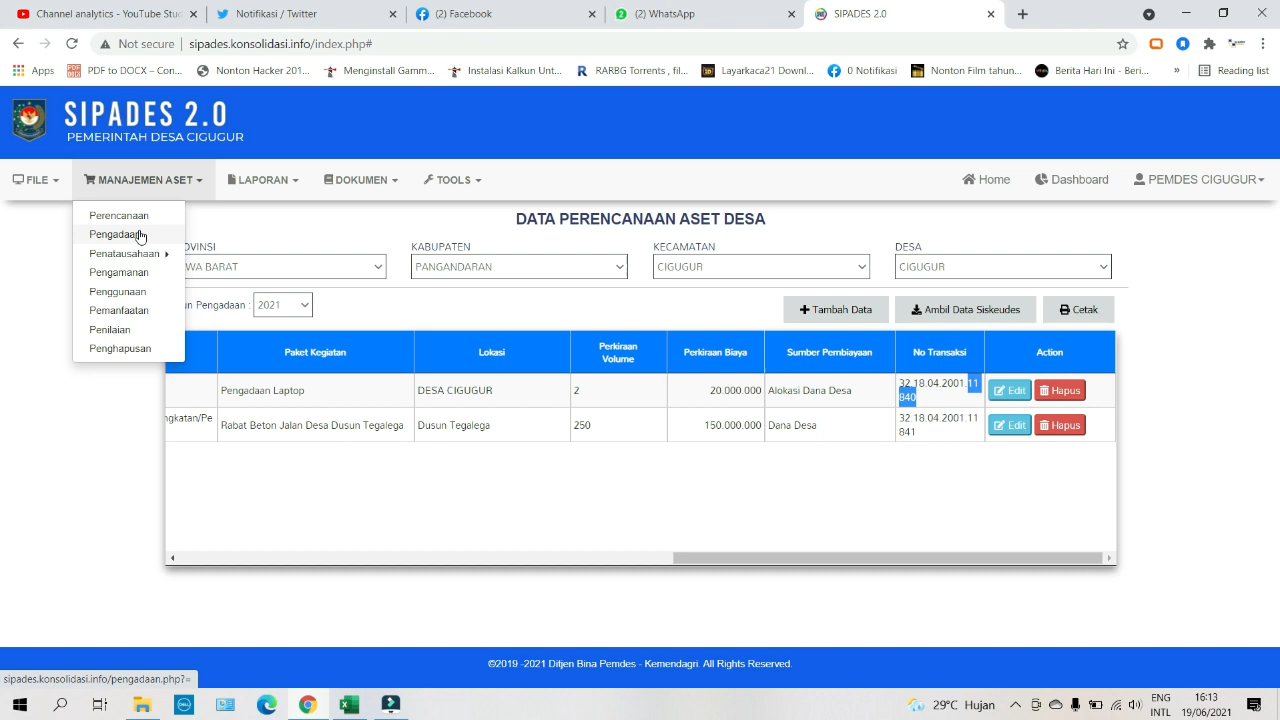 Channel analytics - YouTube Stud
Notifikasi / Twitter
(2) Facebook
(2) WhatsApp
SIPADES 2.0
Not secure
sipades.konsolidasi.info/index.php#
Apps
PDF to DOCX – Con...
Nonton Hacker 201...
Menginstall Gamm...
Instalasi Kalkun Unt...
RARBG Torrents , fil...
Layarkaca21 Downl...
0 Notifikasi
Nonton Film tahun...
Berita Hari Ini - Beri...
»
Reading list
SIPADES 2.0
PEMERINTAH DESA CIGUGUR
FILE
MANAJEMEN ASET
LAPORAN
DOKUMEN
TOOLS
Home
Dashboard
PEMDES CIGUGUR
Perencanaan
Pengadaan
Penatausahaan
Pengamanan
Penggunaan
Pemanfaatan
Penilaian
Penghapusan
DATA PERENCANAAN ASET DESA
OVINSI
KABUPATEN
KECAMATAN
DESA
WA BARAT
PANGANDARAN
CIGUGUR
CIGUGUR
un Pengadaan :
2021
Tambah Data
Ambil Data Siskeudes
Cetak
Paket Kegiatan
Lokasi
Perkiraan
Volume
Perkiraan Biaya
Sumber Pembiayaan
No Transaksi
Action
Pengadaan Laptop
DESA CIGUGUR
2
20.000.000
Alokasi Dana Desa
32.18.04.2001.11
840
Edit
Hapus
ngkatan/Pe
Rabat Beton Jalan Desa Dusun Tegalega
Dusun Tegalega
250
150.000.000
Dana Desa
32.18.04.2001.11
841
Edit
Hapus
©2019 -2021 Ditjen Bina Pemdes - Kemendagri. All Rights Reserved.
sipades.konsolidasi.info/pengadaan.php?=
DELL
29°C Hujan
ENG
INTL
16:13
19/06/2021